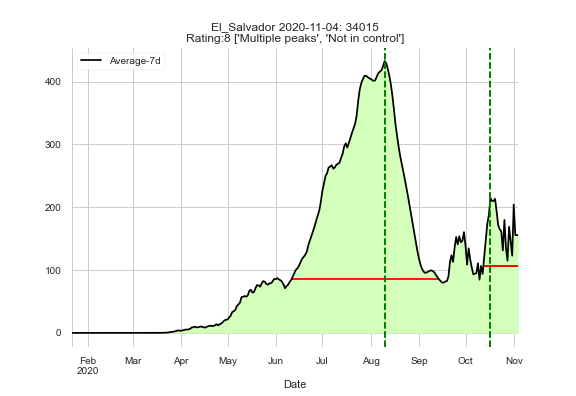 El_Salvador 2020-11-04: 34015
Rating:8 ['Multiple peaks', 'Not in control']
Average-7d
400
300
200
100
0
Feb Mar Apr May Jun Jul Aug Sep Oct Nov
2020
Date